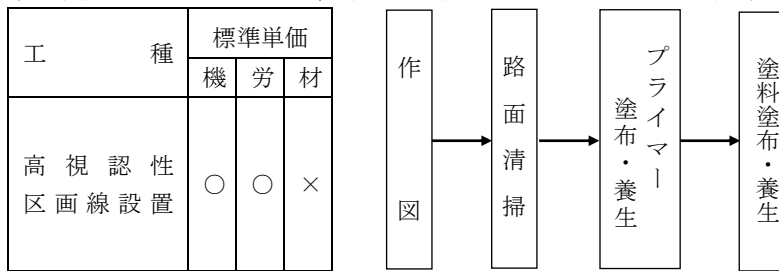 工種
標準単価
機 労 材
高視認性
区画線設置
○ ○ ×
作図
路面清掃
プライマー
塗布・養生
塗料塗布・養生